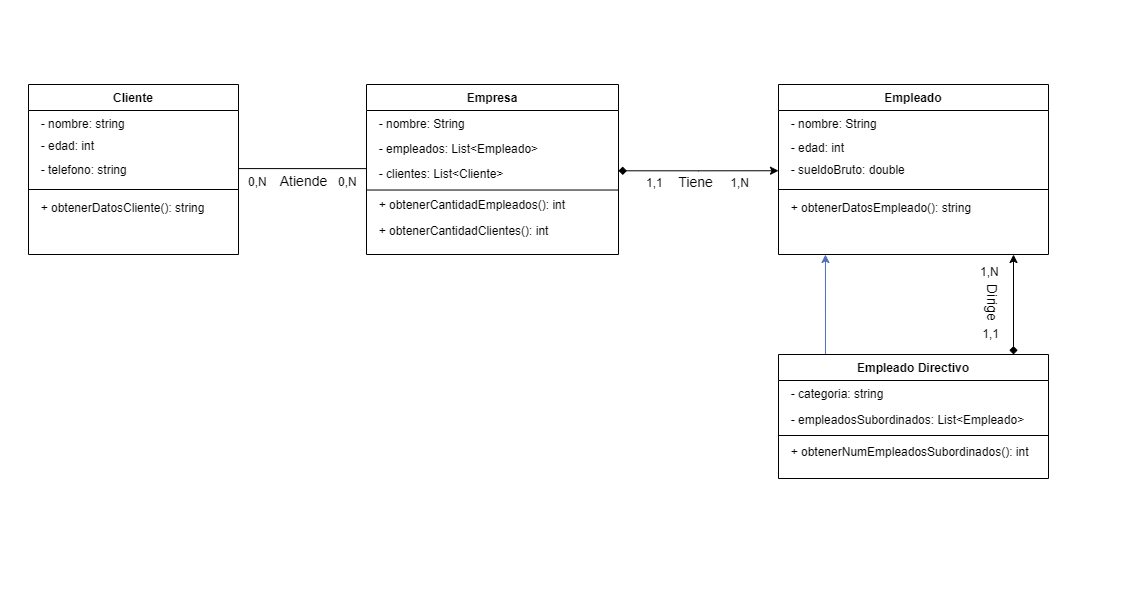 Cliente
- nombre: string
- edad: int
- telefono: string
+ obtenerDatosCliente(): string
0,N Atiende 0,N
Empresa
- nombre: String
- empleados: List<Empleado>
- clientes: List<Cliente>
+ obtenerCantidadEmpleados(): int
+ obtenerCantidadClientes(): int
1,1 Tiene 1,N
Empleado
- nombre: String
- edad: int
- sueldoBruto: double
+ obtenerDatosEmpleado(): string
1,N
Dirige
1,1
Empleado Directivo
- categoria: string
- empleadosSubordinados: List<Empleado>
+ obtenerNumEmpleadosSubordinados(): int